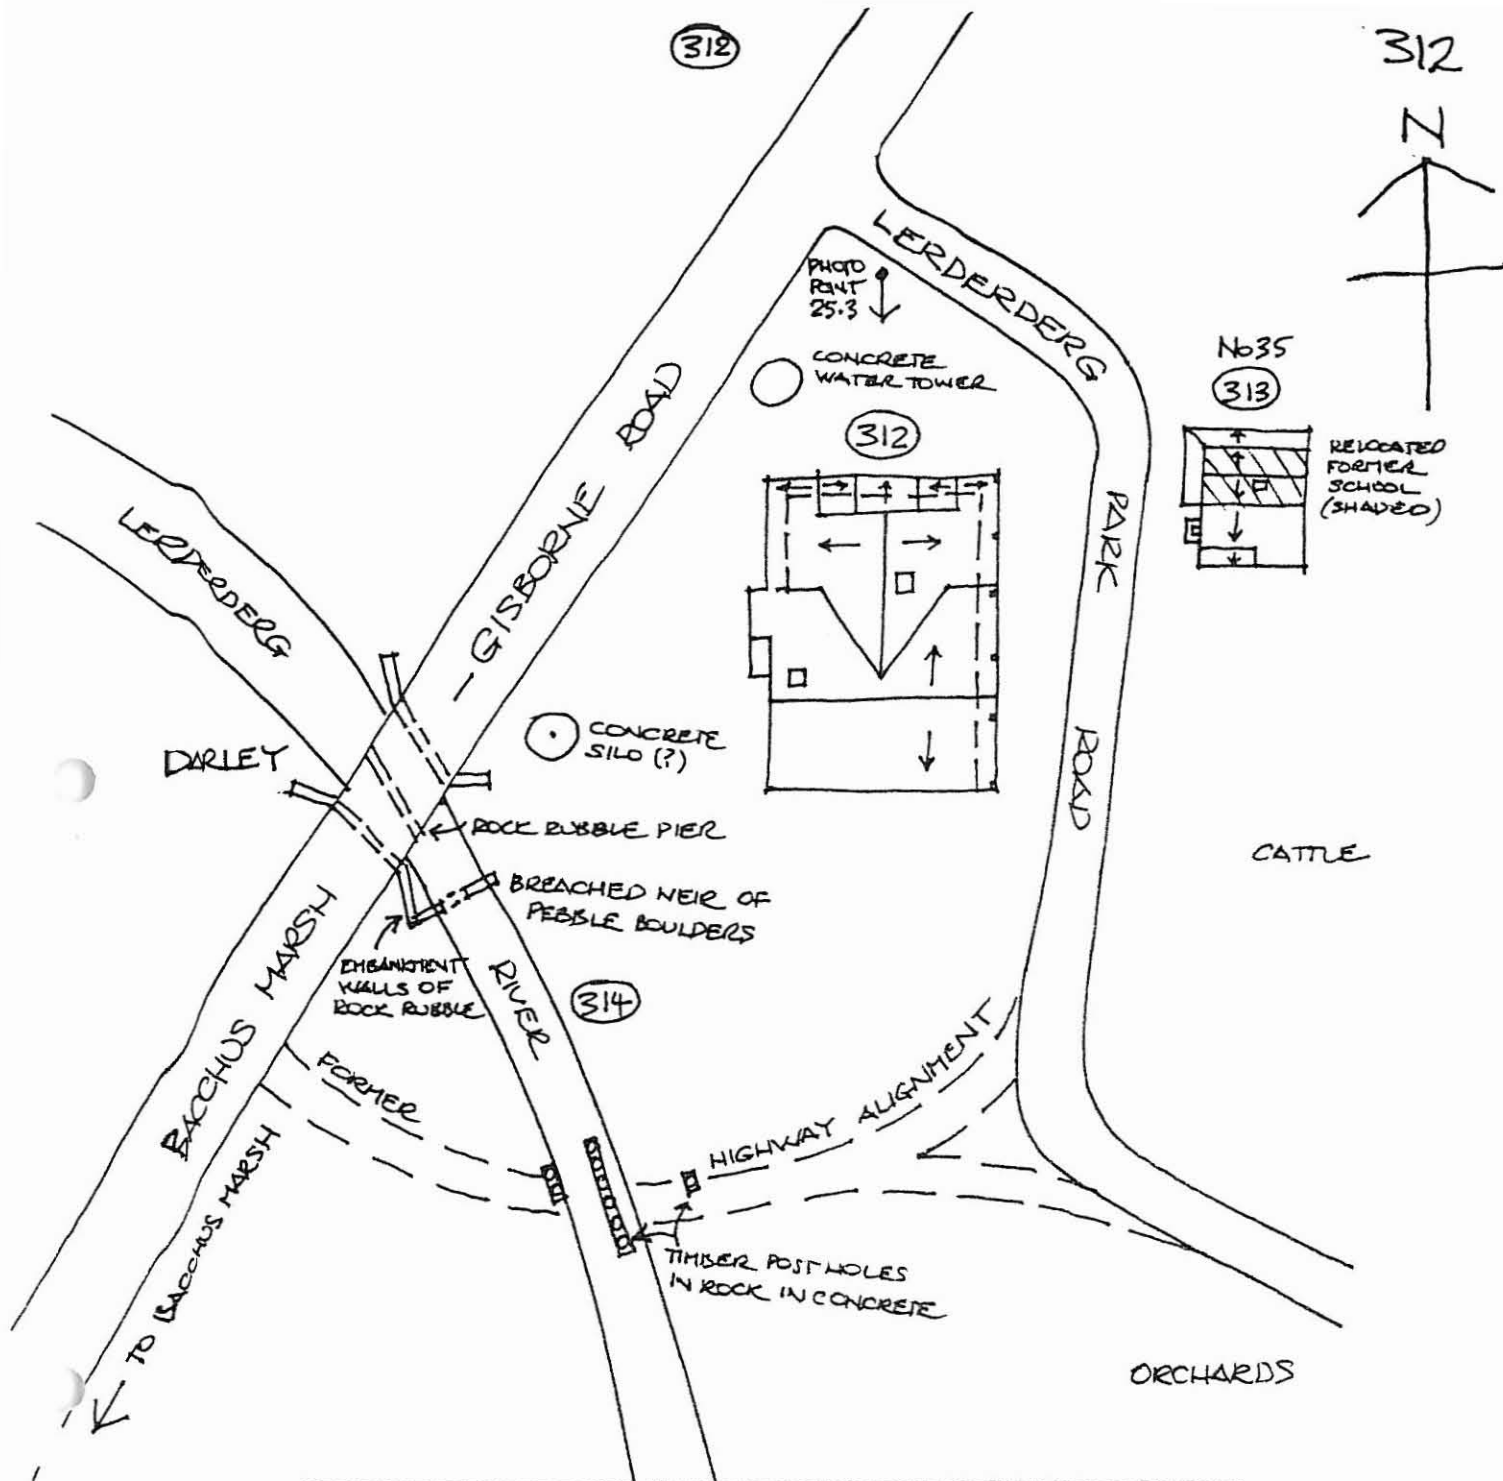 312
312
N
LERDERDERG
PARK
ROAD
PHOTO
POINT
25.3
CONCRETE
WATER TOWER
312
No35
313
RELOCATED
FORMER
SCHOOL
(SHADED)
BACCHUS MARSH
— GISBORNE ROAD
LERDERDERG
RIVER
DARLEY
CONCRETE
SILO (?)
ROCK RUBBLE PIER
BREACHED WEIR OF
PEBBLE BOULDERS
EMBANKMENT
WALLS OF
ROCK RUBBLE
314
CATTLE
FORMER
HIGHWAY ALIGNMENT
TO BACCHUS MARSH
TIMBER POST HOLES
IN ROCK IN CONCRETE
ORCHARDS